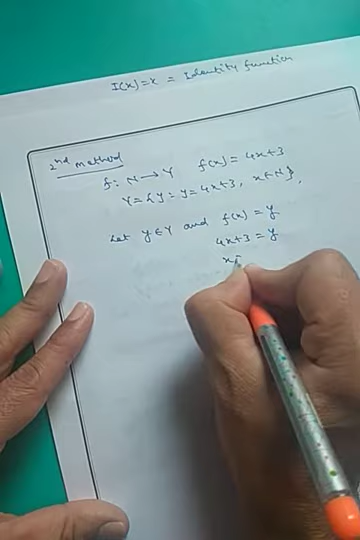 I(x)=x = Identity function
2nd method
f: N→Y f(x) = 4x+3
Y={y: y=4x+3, x∈N},
Let y∈Y and f(x) = y
4x+3 = y
x=